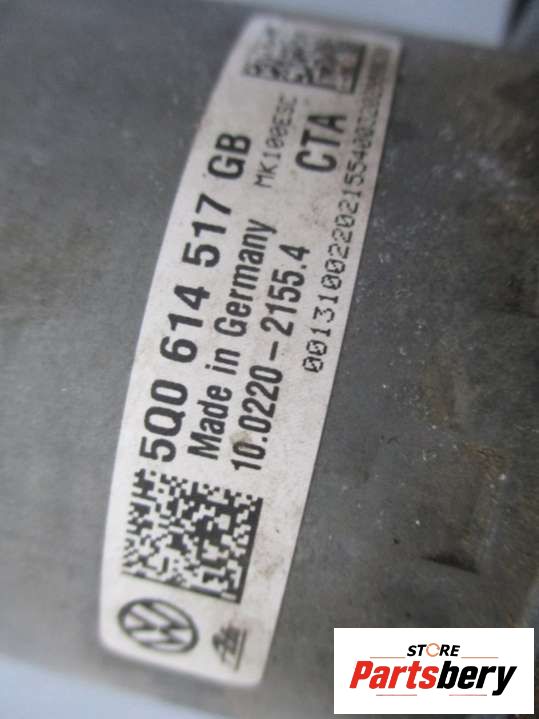 5Q0 614 517 GB
Made in Germany
10.0220-2155.4
MK100ESC
CTA
STORE
Partsbery